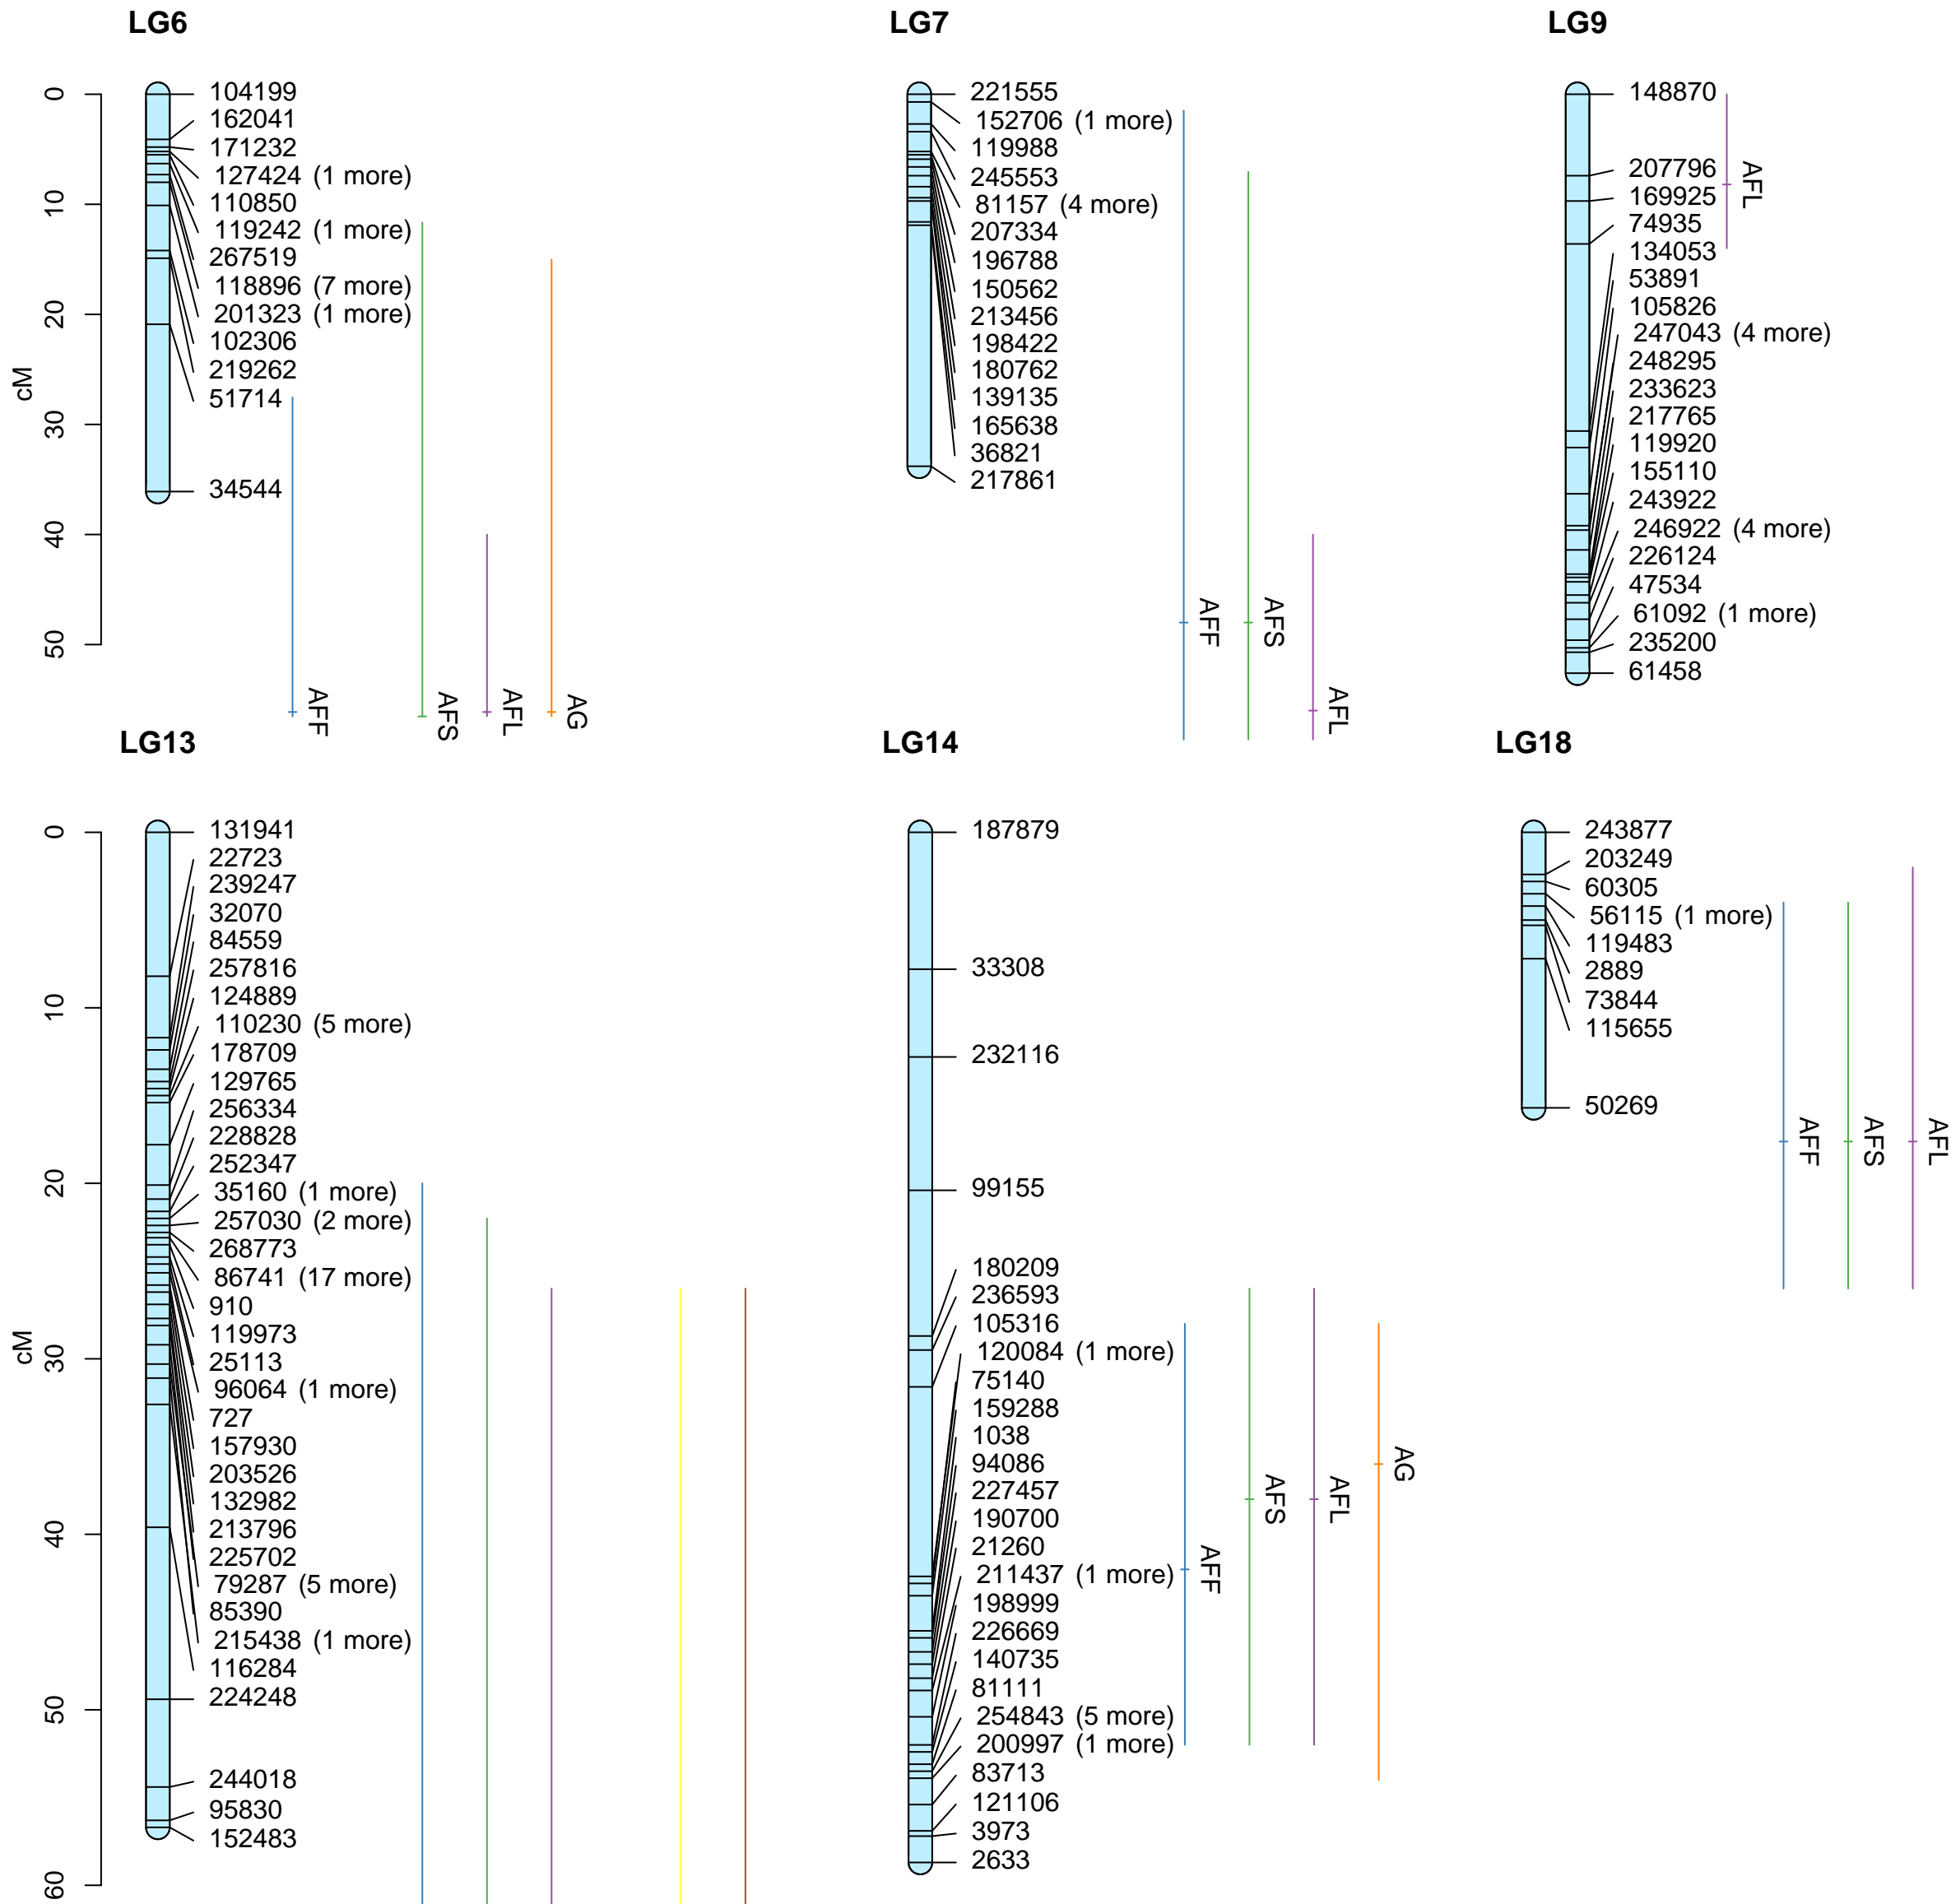 LG6
0
10
20
30
40
50
cM
104199
162041
171232
127424 (1 more)
110850
119242 (1 more)
267519
118896 (7 more)
201323 (1 more)
102306
219262
51714
34544
AFF
AFS
AFL
AG
LG7
221555
152706 (1 more)
119988
245553
81157 (4 more)
207334
196788
150562
213456
198422
180762
139135
165638
36821
217861
AFF
AFS
AFL
LG9
148870
207796
169925
74935
134053
53891
105826
247043 (4 more)
248295
233623
217765
119920
155110
243922
246922 (4 more)
226124
47534
61092 (1 more)
235200
61458
AFL
LG13
0
10
20
30
40
50
60
cM
131941
22723
239247
32070
84559
257816
124889
110230 (5 more)
178709
129765
256334
228828
252347
35160 (1 more)
257030 (2 more)
268773
86741 (17 more)
910
119973
25113
96064 (1 more)
727
157930
203526
132982
213796
225702
79287 (5 more)
85390
215438 (1 more)
116284
224248
244018
95830
152483
LG14
187879
33308
232116
99155
180209
236593
105316
120084 (1 more)
75140
159288
1038
94086
227457
190700
21260
211437 (1 more)
198999
226669
140735
81111
254843 (5 more)
200997 (1 more)
83713
121106
3973
2633
AFF
AFS
AFL
AG
LG18
243877
203249
60305
56115 (1 more)
119483
2889
73844
115655
50269
AFF
AFS
AFL